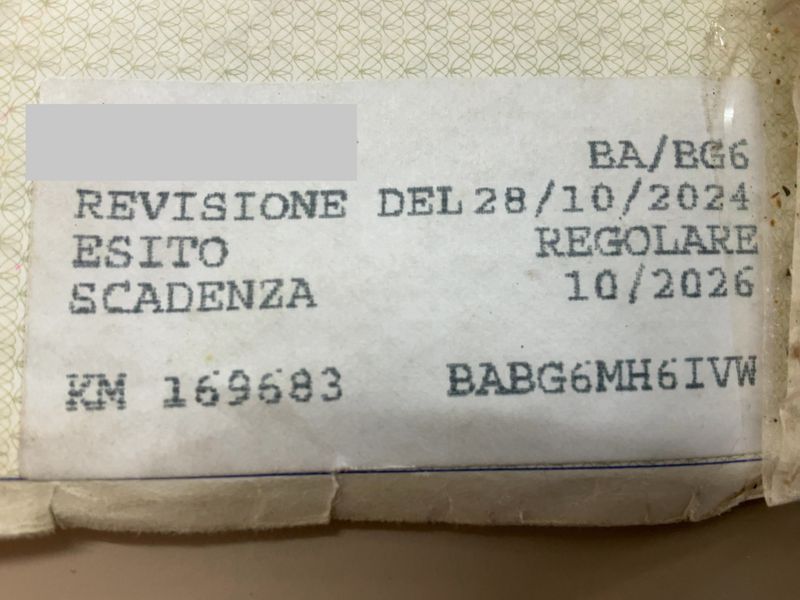 BA/BG6
REVISIONE DEL 28/10/2024
ESITO REGOLARE
SCADENZA 10/2026
KM 169683 BABG6MH6IVW